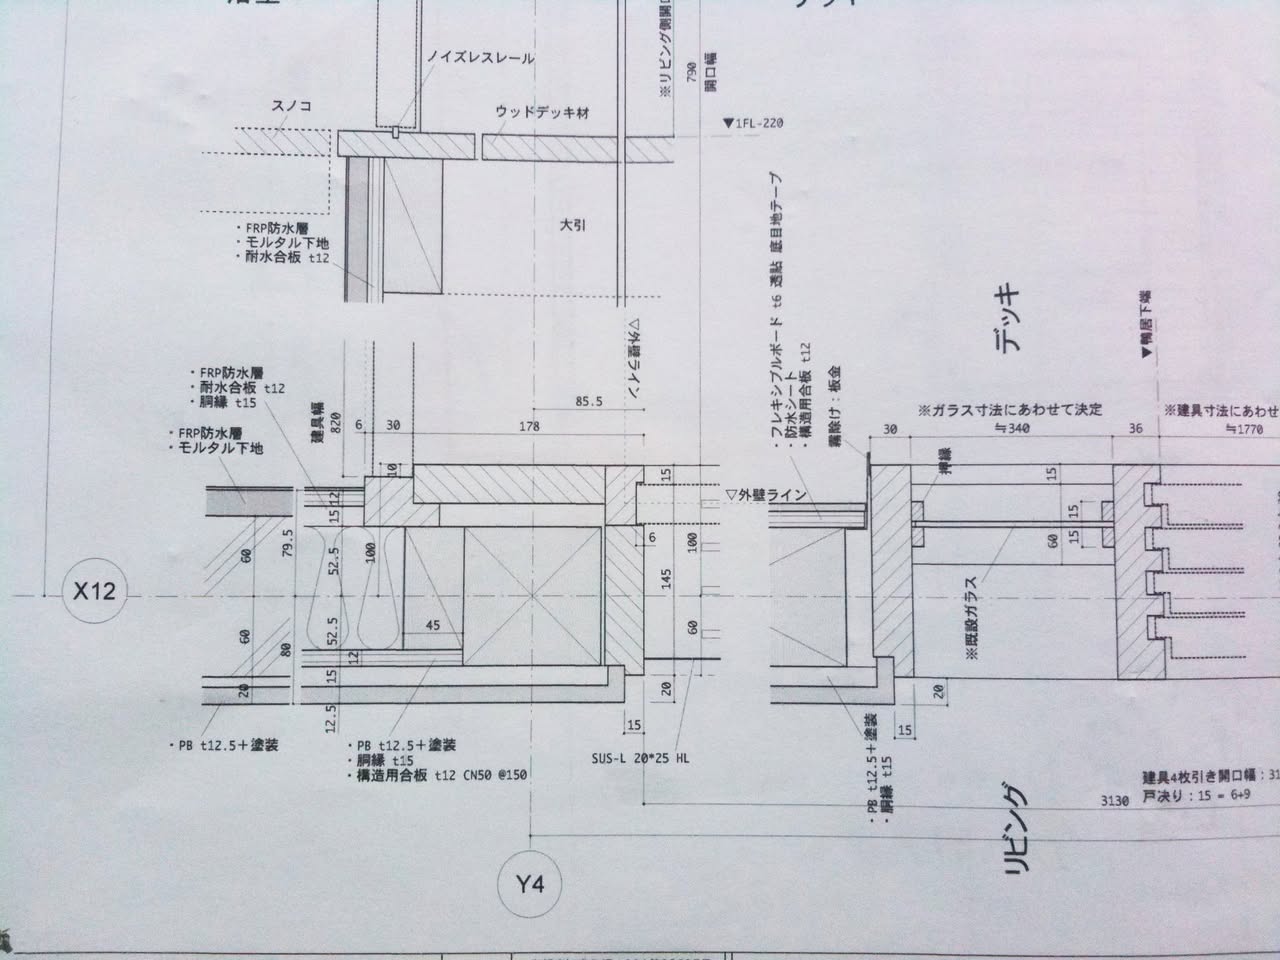 ノイズレスレール
スノコ
ウッドデッキ材
※リビング側開口
790
開口幅
▼1FL-220
・FRP防水層
・モルタル下地
・耐水合板 t12
大引
▽外壁ライン
・フレキシブルボード t6 透貼 底目地テープ
・防水シート
・構造用合板 t12
霧除け：板金
デッキ
▼鴨居下端
・FRP防水層
・耐水合板 t12
・胴縁 t15
・FRP防水層
・モルタル下地
建具幅
820
85.5
6
30
178
※ガラス寸法にあわせて決定
※建具寸法にあわせ
30
≒340
36
≒1770
押縁
10
12
15
15
▽外壁ライン
15
15
15
60
6
60
79.5
52.5
100
100
145
X12
60
80
52.5
45
60
※既設ガラス
12
20
15
20
20
12.5
15
15
・PB t12.5＋塗装
・PB t12.5＋塗装
・胴縁 t15
・構造用合板 t12 CN50 @150
SUS-L 20*25 HL
・PB t12.5＋塗装
・胴縁 t15
リビング
建具4枚引き開口幅：31
戸決り：15 = 6+9
3130
Y4